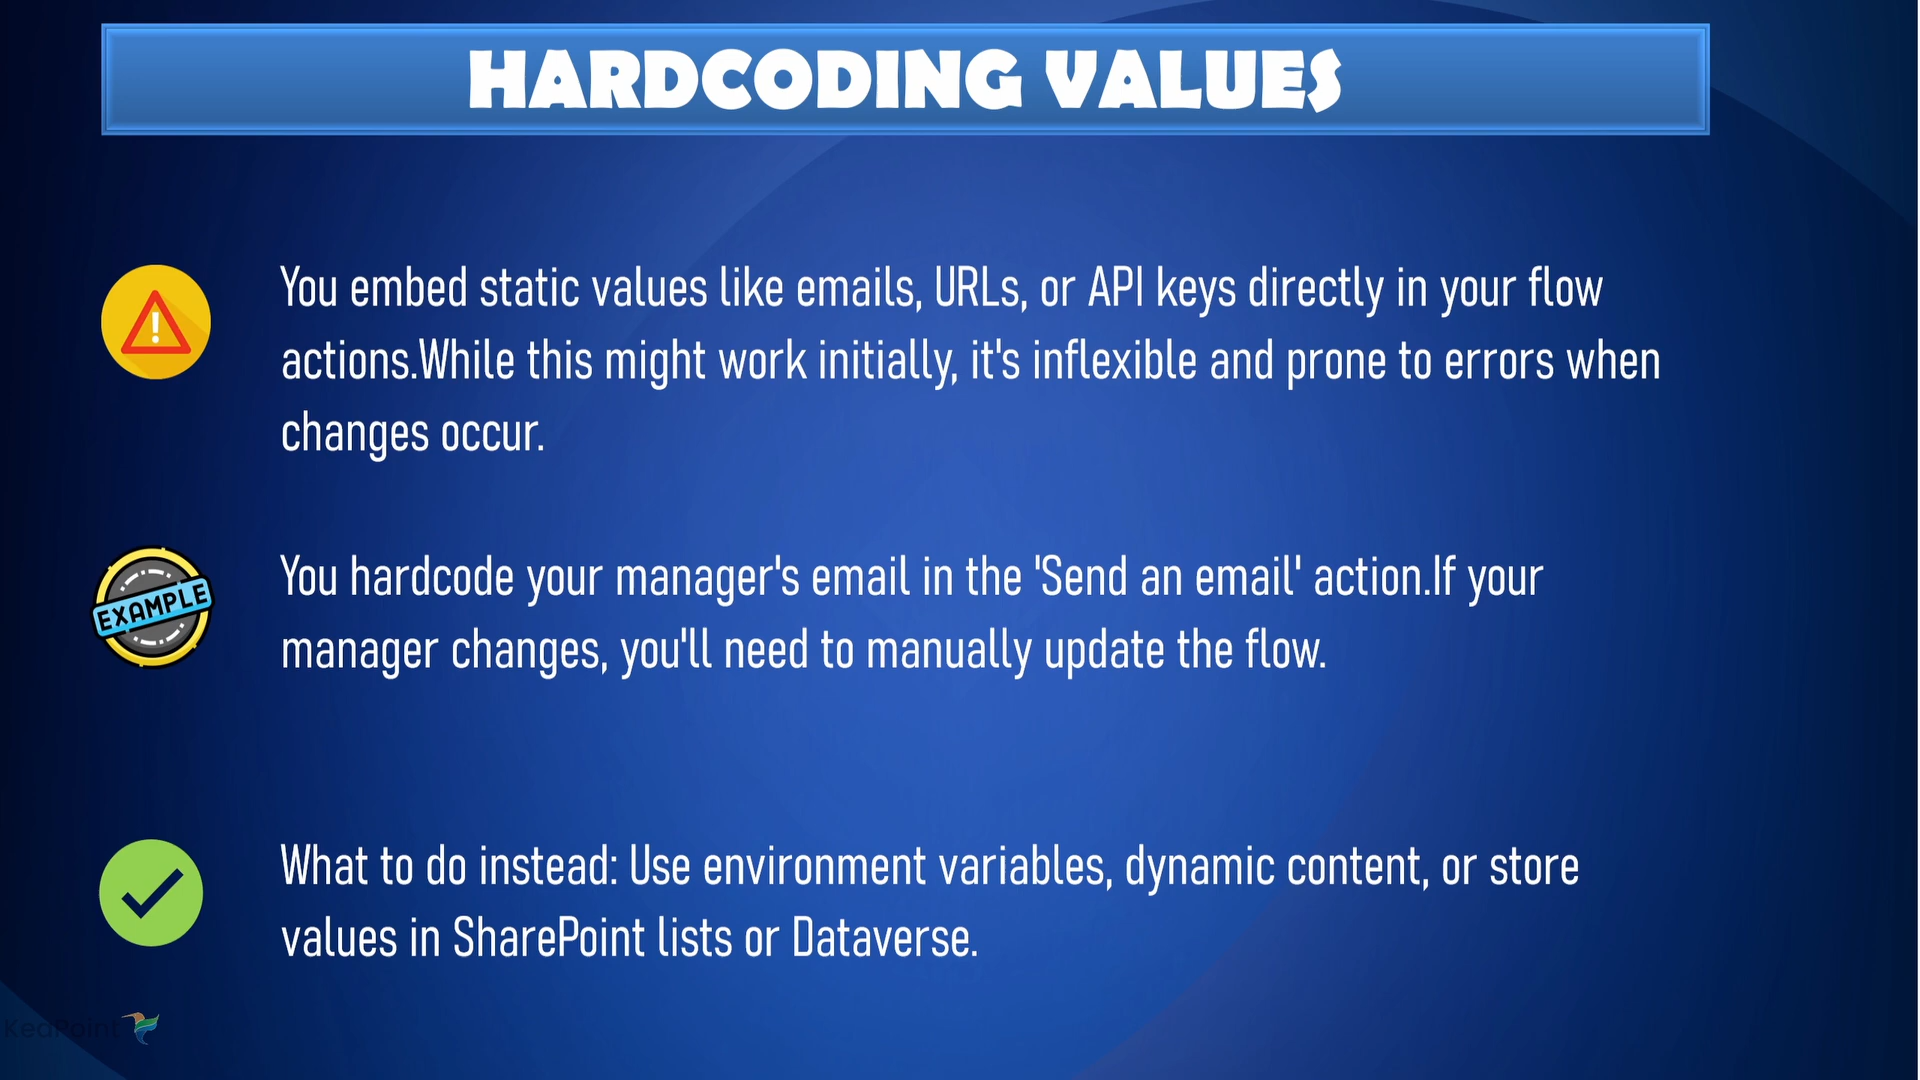 HARDCODING VALUES
You embed static values like emails, URLs, or API keys directly in your flow
actions.While this might work initially, it's inflexible and prone to errors when
changes occur.
EXAMPLE
You hardcode your manager's email in the 'Send an email' action.If your
manager changes, you'll need to manually update the flow.
What to do instead: Use environment variables, dynamic content, or store
values in SharePoint lists or Dataverse.
KedPoint